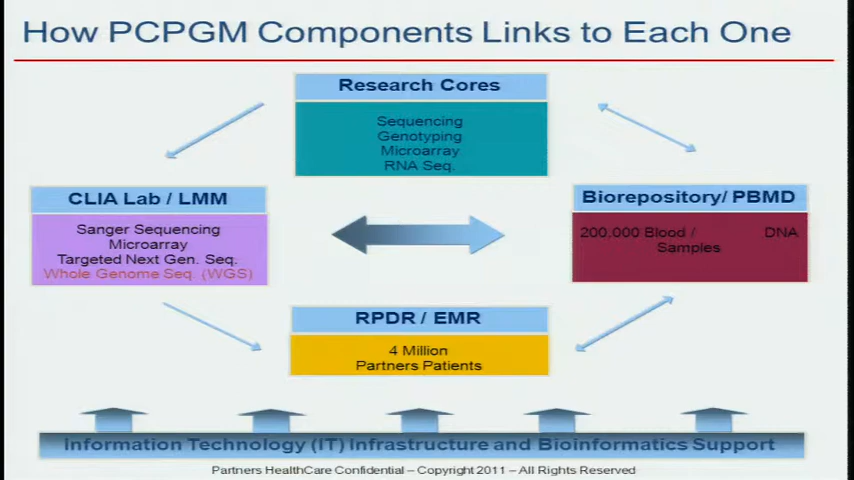 How PCPGM Components Links to Each One
Research Cores
Sequencing
Genotyping
Microarray
RNA Seq.
CLIA Lab / LMM
Sanger Sequencing
Microarray
Targeted Next Gen. Seq.
Whole Genome Seq. (WGS)
Biorepository/ PBMD
200,000 Blood / DNA
Samples
RPDR / EMR
4 Million
Partners Patients
Information Technology (IT) Infrastructure and Bioinformatics Support
Partners HealthCare Confidential – Copyright 2011 – All Rights Reserved